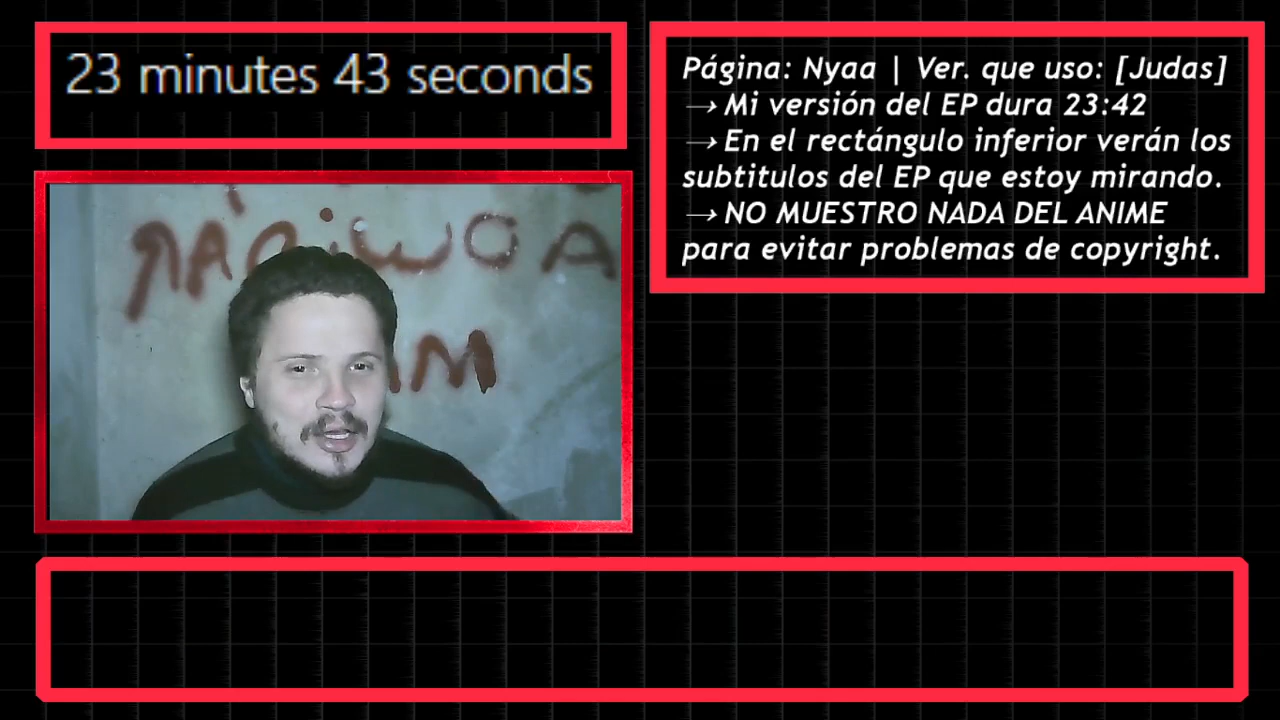 23 minutes 43 seconds
Página: Nyaa | Ver. que uso: [Judas]
→ Mi versión del EP dura 23:42
→ En el rectángulo inferior verán los
subtitulos del EP que estoy mirando.
→ NO MUESTRO NADA DEL ANIME
para evitar problemas de copyright.